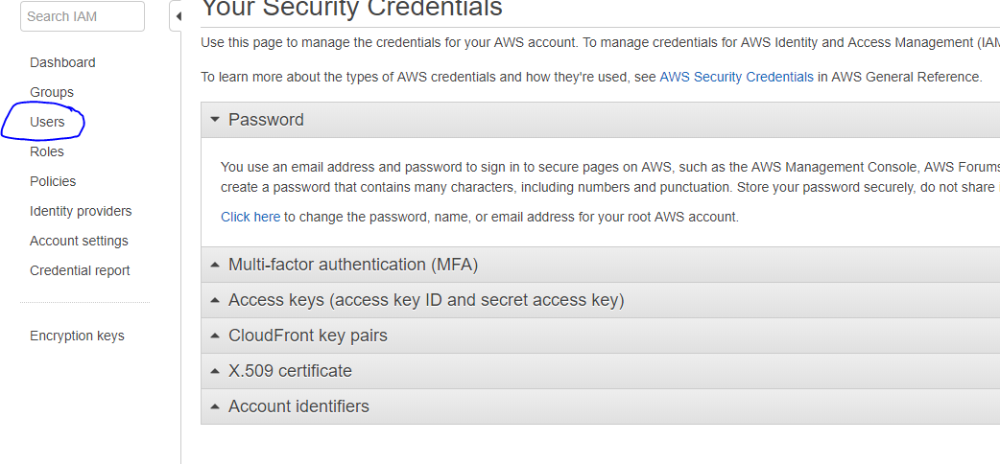 Search IAM
Dashboard
Groups
Users
Roles
Policies
Identity providers
Account settings
Credential report
Encryption keys
Your Security Credentials
Use this page to manage the credentials for your AWS account. To manage credentials for AWS Identity and Access Management (IAM
To learn more about the types of AWS credentials and how they're used, see AWS Security Credentials in AWS General Reference.
Password
You use an email address and password to sign in to secure pages on AWS, such as the AWS Management Console, AWS Forums
create a password that contains many characters, including numbers and punctuation. Store your password securely, do not share
Click here to change the password, name, or email address for your root AWS account.
Multi-factor authentication (MFA)
Access keys (access key ID and secret access key)
CloudFront key pairs
X.509 certificate
Account identifiers